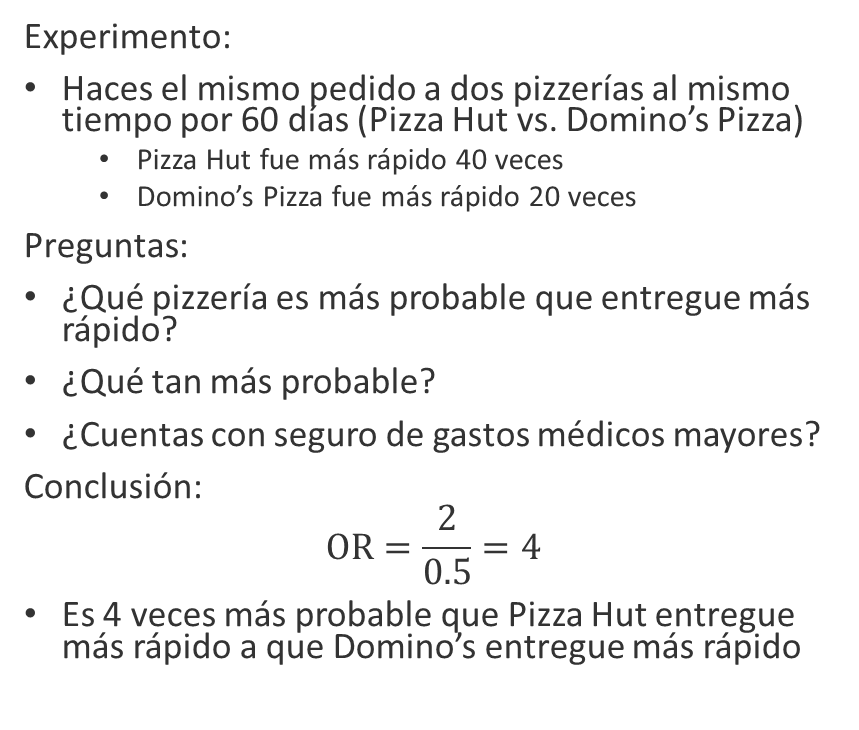 Experimento:
• Haces el mismo pedido a dos pizzerías al mismo
tiempo por 60 días (Pizza Hut vs. Domino’s Pizza)
• Pizza Hut fue más rápido 40 veces
• Domino’s Pizza fue más rápido 20 veces
Preguntas:
• ¿Qué pizzería es más probable que entregue más
rápido?
• ¿Qué tan más probable?
• ¿Cuentas con seguro de gastos médicos mayores?
Conclusión:
OR = 2/0.5 = 4
• Es 4 veces más probable que Pizza Hut entregue
más rápido a que Domino’s entregue más rápido